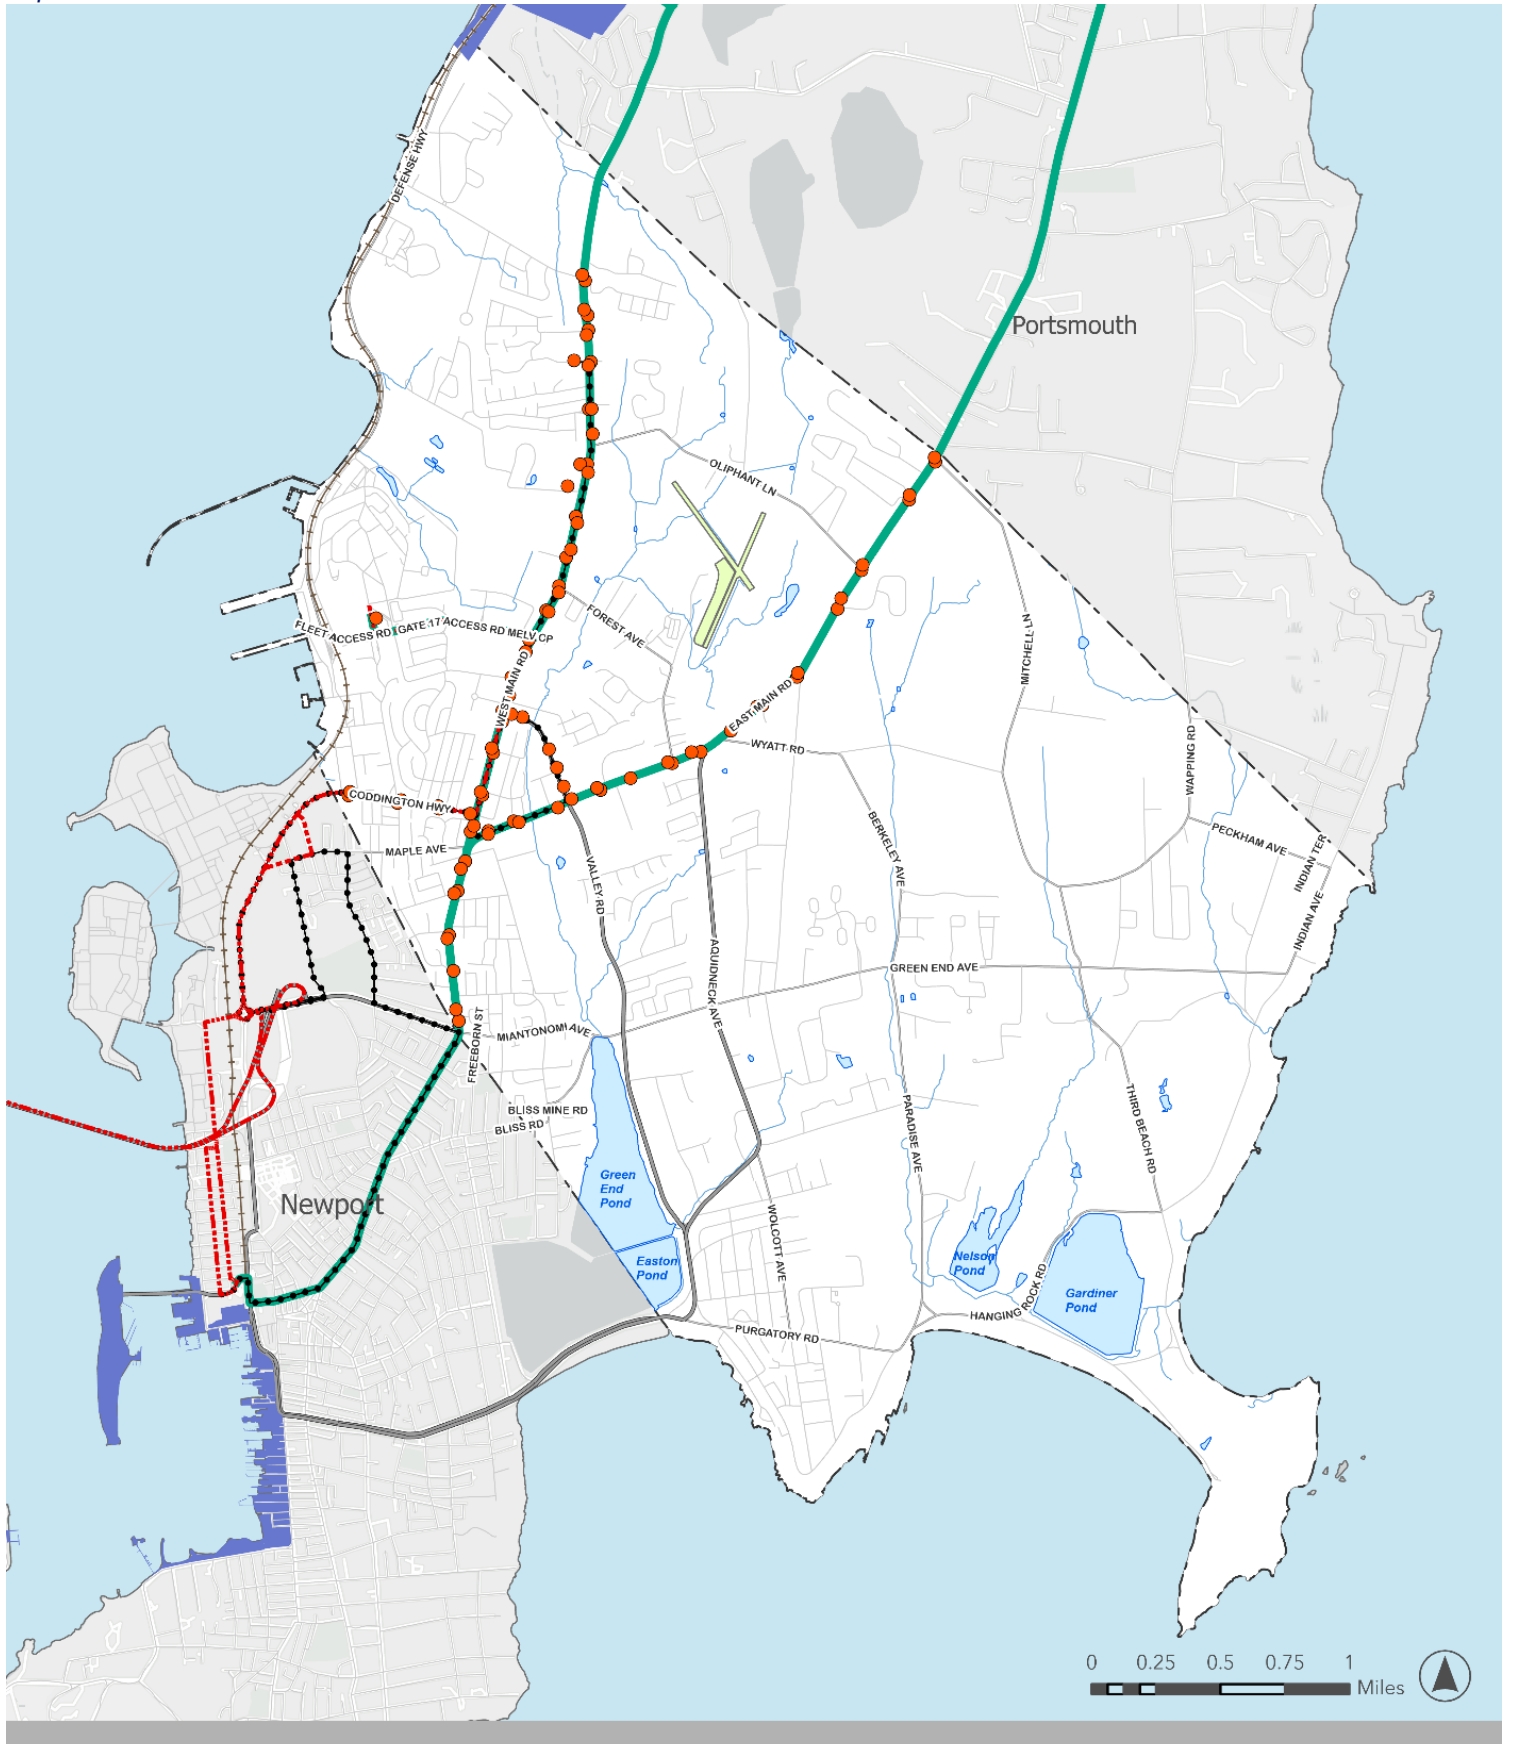 DEFENSE HWY
Portsmouth
OLIPHANT LN
FOREST AVE
FLEET ACCESS RD
GATE 17 ACCESS RD MELV CP
MITCHELL LN
WEST MAIN RD
EAST MAIN RD
WYATT RD
WAPPING RD
CODDINGTON HWY
PECKHAM AVE
INDIAN TER
BERKELEY AVE
MAPLE AVE
VALLEY RD
INDIAN AVE
AQUIDNECK AVE
GREEN END AVE
FREEBORN ST
MIANTONOMI AVE
BLISS MINE RD
BLISS RD
PARADISE AVE
THIRD BEACH RD
Green
End
Pond
Newport
WOLCOTT AVE
Easton
Pond
Nelson
Pond
HANGING ROCK RD
Gardiner
Pond
PURGATORY RD
0 0.25 0.5 0.75 1
Miles